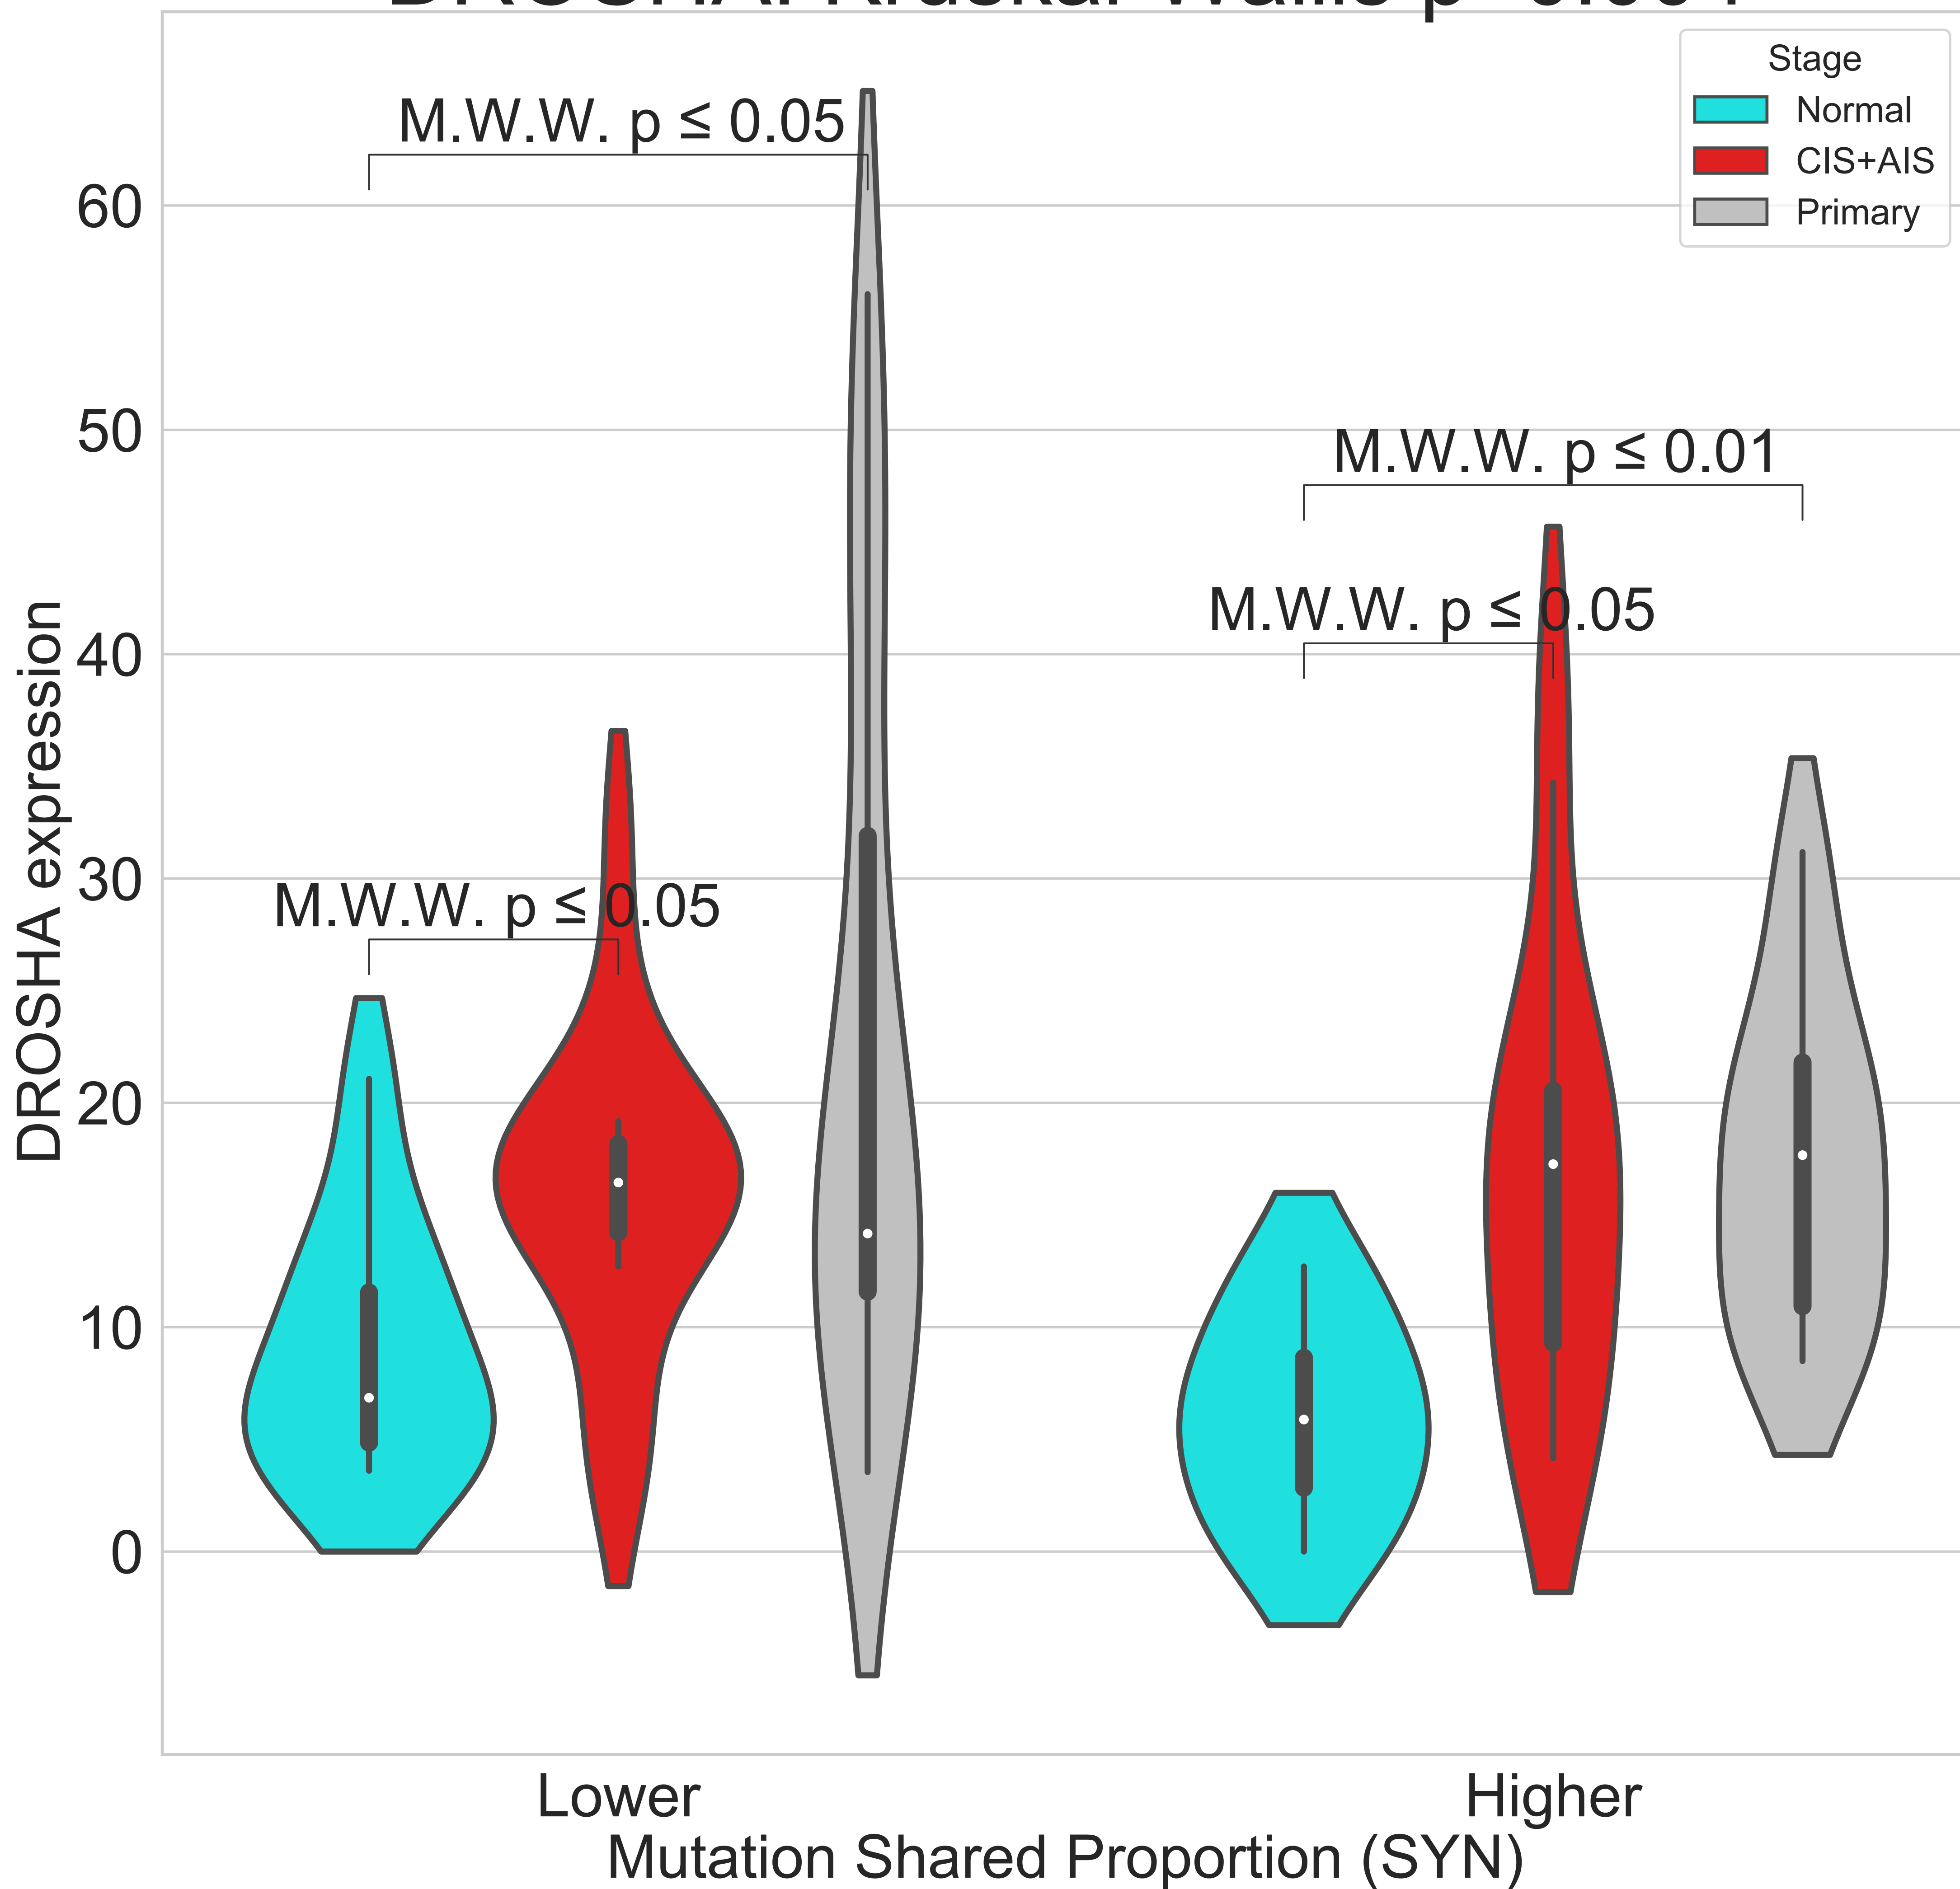 Stage
Normal
CIS+AIS
Primary
M.W.W. p ≤ 0.05
M.W.W. p ≤ 0.01
M.W.W. p ≤ 0.05
M.W.W. p ≤ 0.05
DROSHA expression
60
50
40
30
20
10
0
Lower
Higher
Mutation Shared Proportion (SYN)